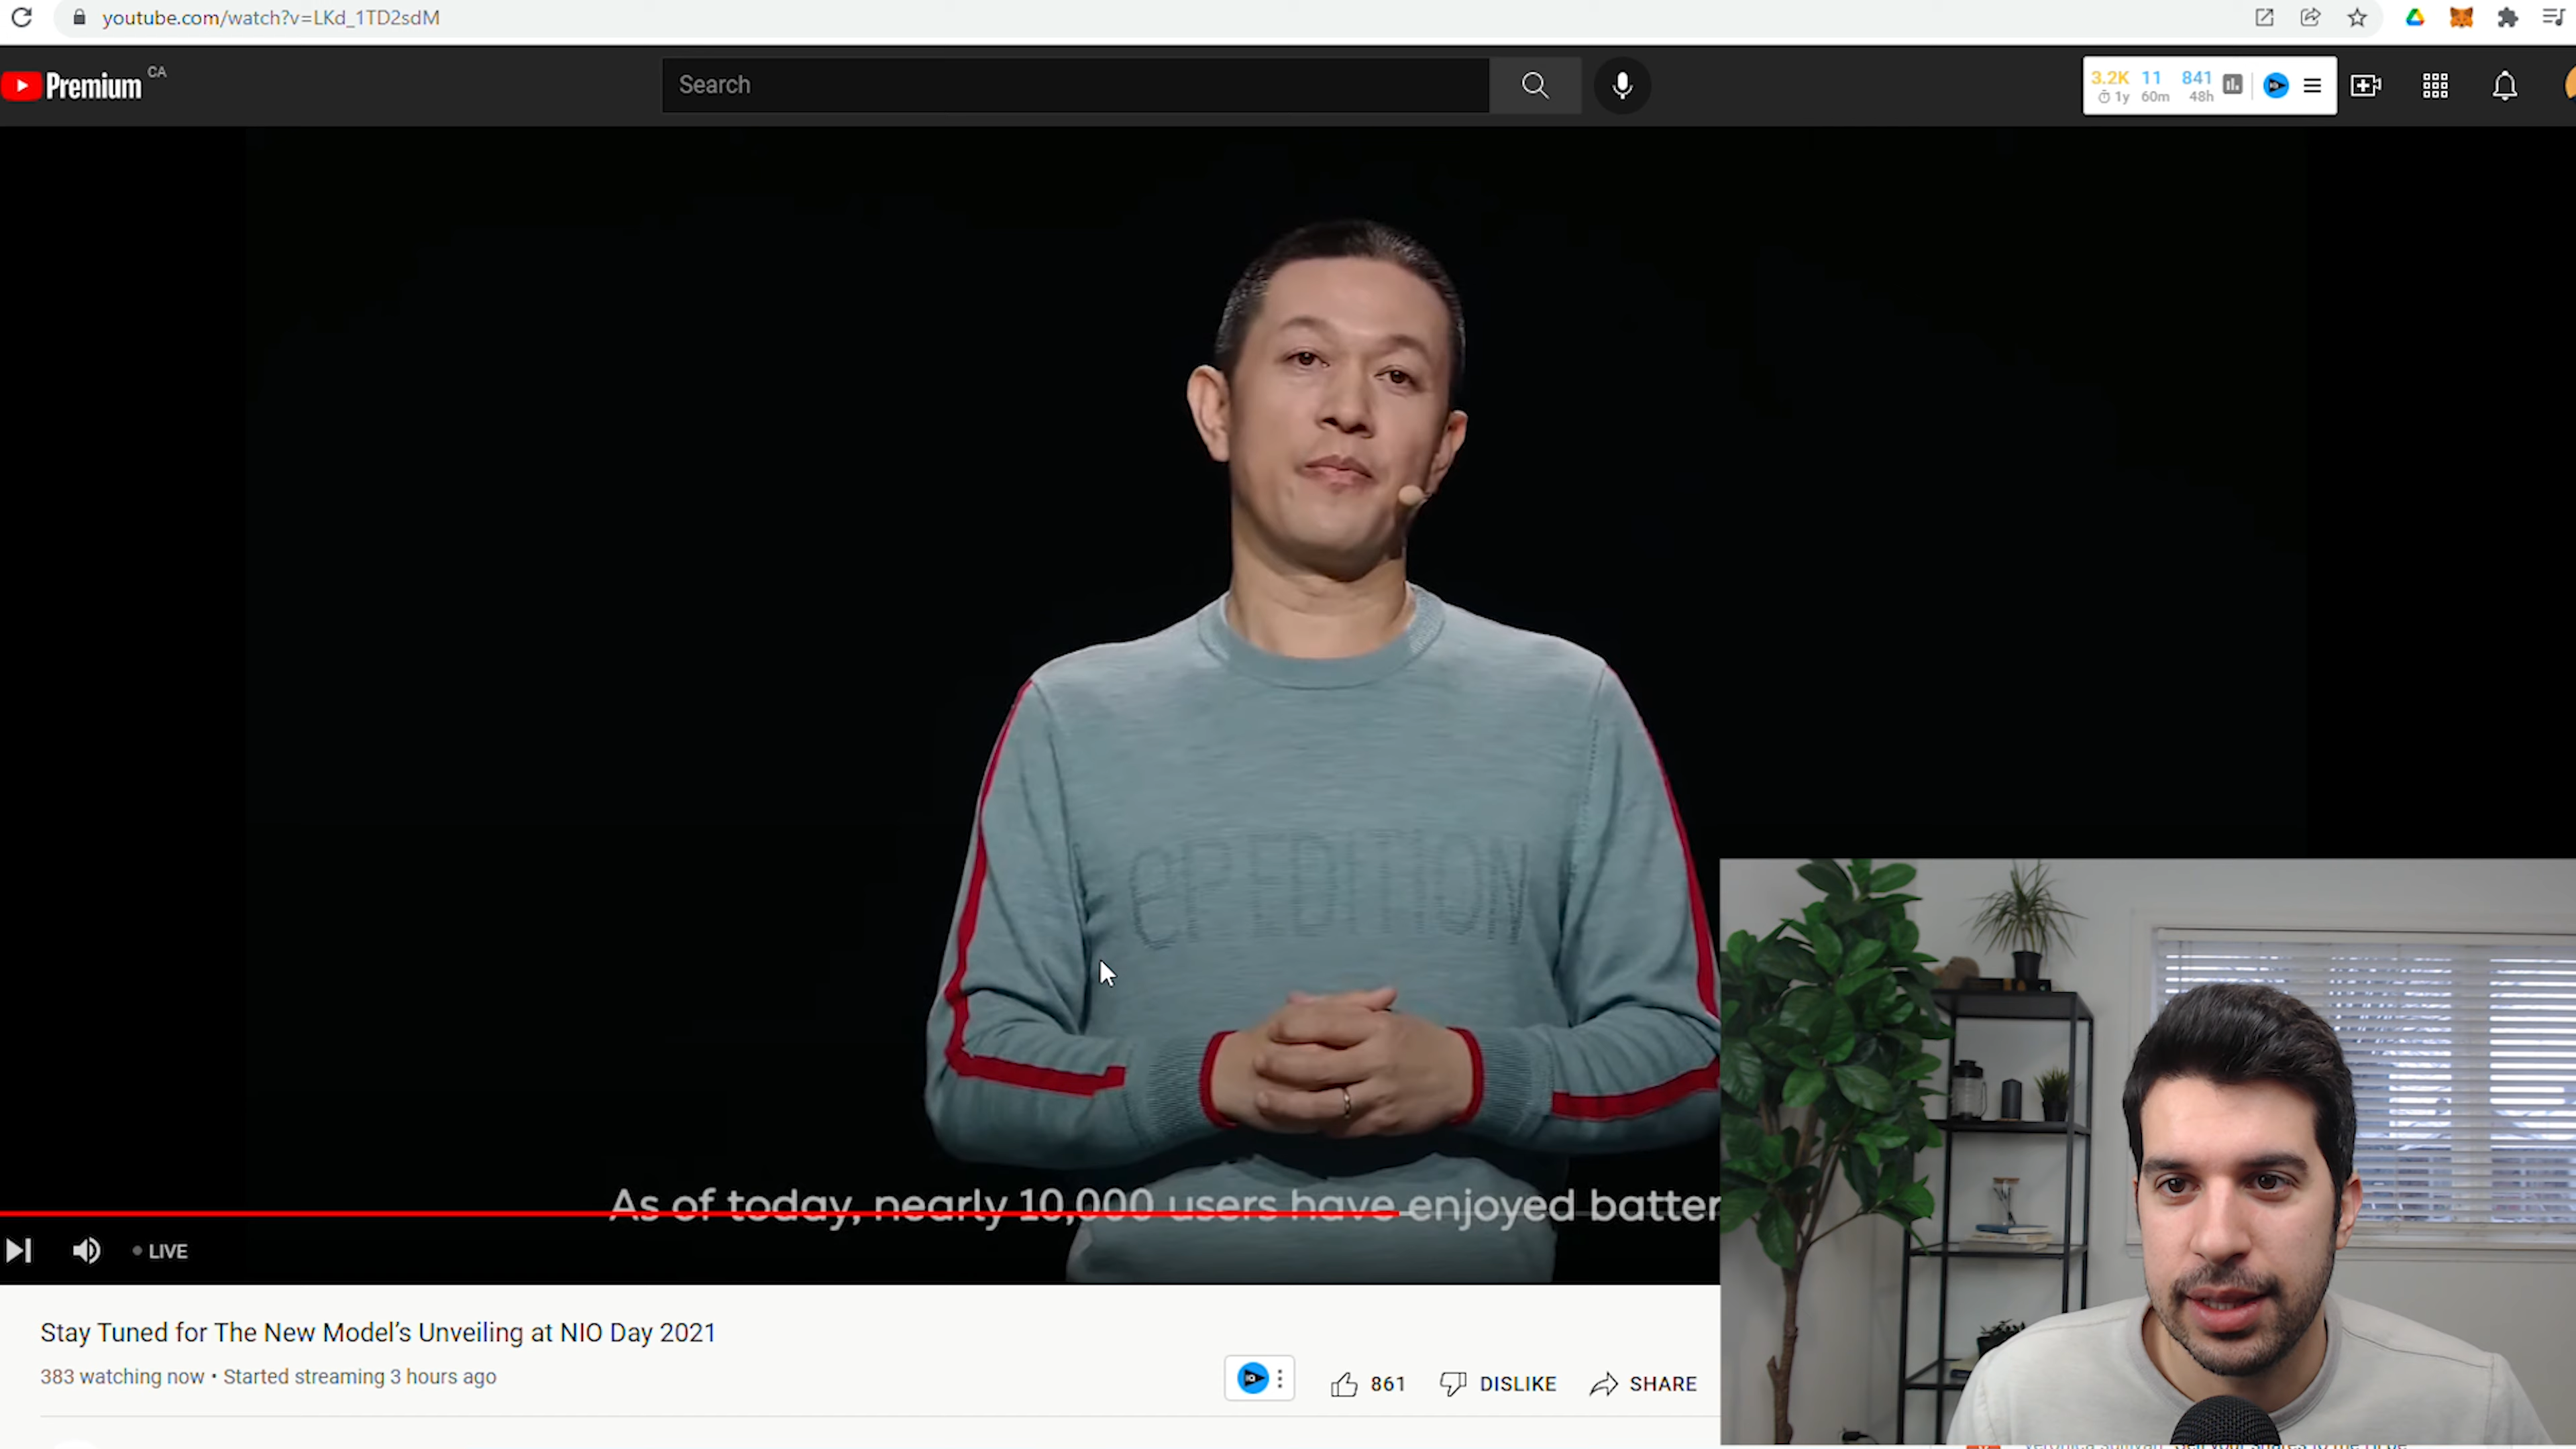 youtube.com/watch?v=LKd_1TD2sdM
Premium CA
Search
3.2K 11 841
1y 60m 48h
ePEDITION
As of today, nearly 10,000 users have enjoyed batter
LIVE
Stay Tuned for The New Model's Unveiling at NIO Day 2021
383 watching now • Started streaming 3 hours ago
861 DISLIKE SHARE